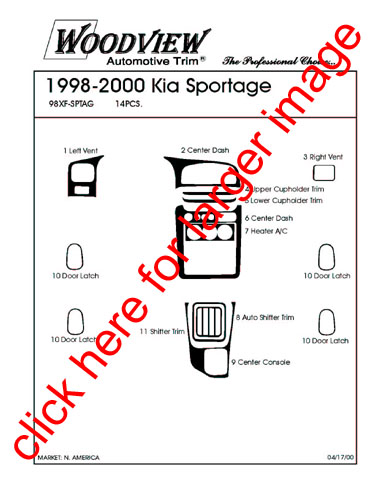 WOODVIEW
Automotive Trim®
The Professional Choice...
1998-2000 Kia Sportage
98XF-SPTAG 14PCS.
1 Left Vent
2 Center Dash
3 Right Vent
4 Upper Cupholder Trim
5 Lower Cupholder Trim
6 Center Dash
7 Heater A/C
10 Door Latch
10 Door Latch
8 Auto Shifter Trim
11 Shifter Trim
10 Door Latch
10 Door Latch
9 Center Console
MARKET: N. AMERICA
04/17/00
click here for larger image